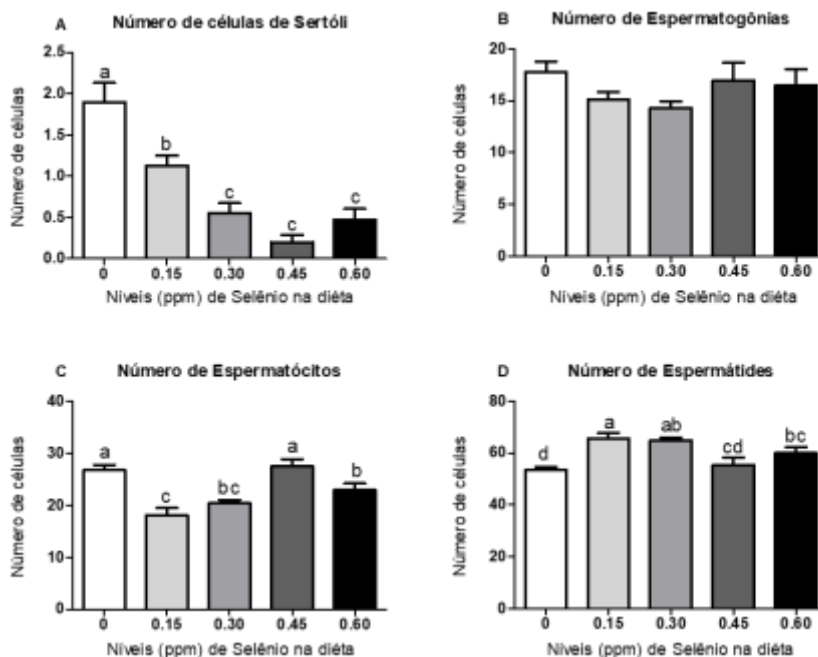 A Número de células de Sertóli
Número de células
2.5
2.0
1.5
1.0
0.5
0.0
a
b
c
c
c
0 0.15 0.30 0.45 0.60
Níveis (ppm) de Selênio na diéta
B Número de Espermatogônias
Número de células
20
15
10
5
0
0 0.15 0.30 0.45 0.60
Níveis (ppm) de Selênio na diéta
C Número de Espermatócitos
Número de células
40
30
20
10
0
a
c
bc
a
b
0 0.15 0.30 0.45 0.60
Níveis (ppm) de Selênio na diéta
D Número de Espermátides
Número de células
80
60
40
20
0
d
a
ab
cd
bc
0 0.15 0.30 0.45 0.60
Níveis (ppm) de Selênio na diéta